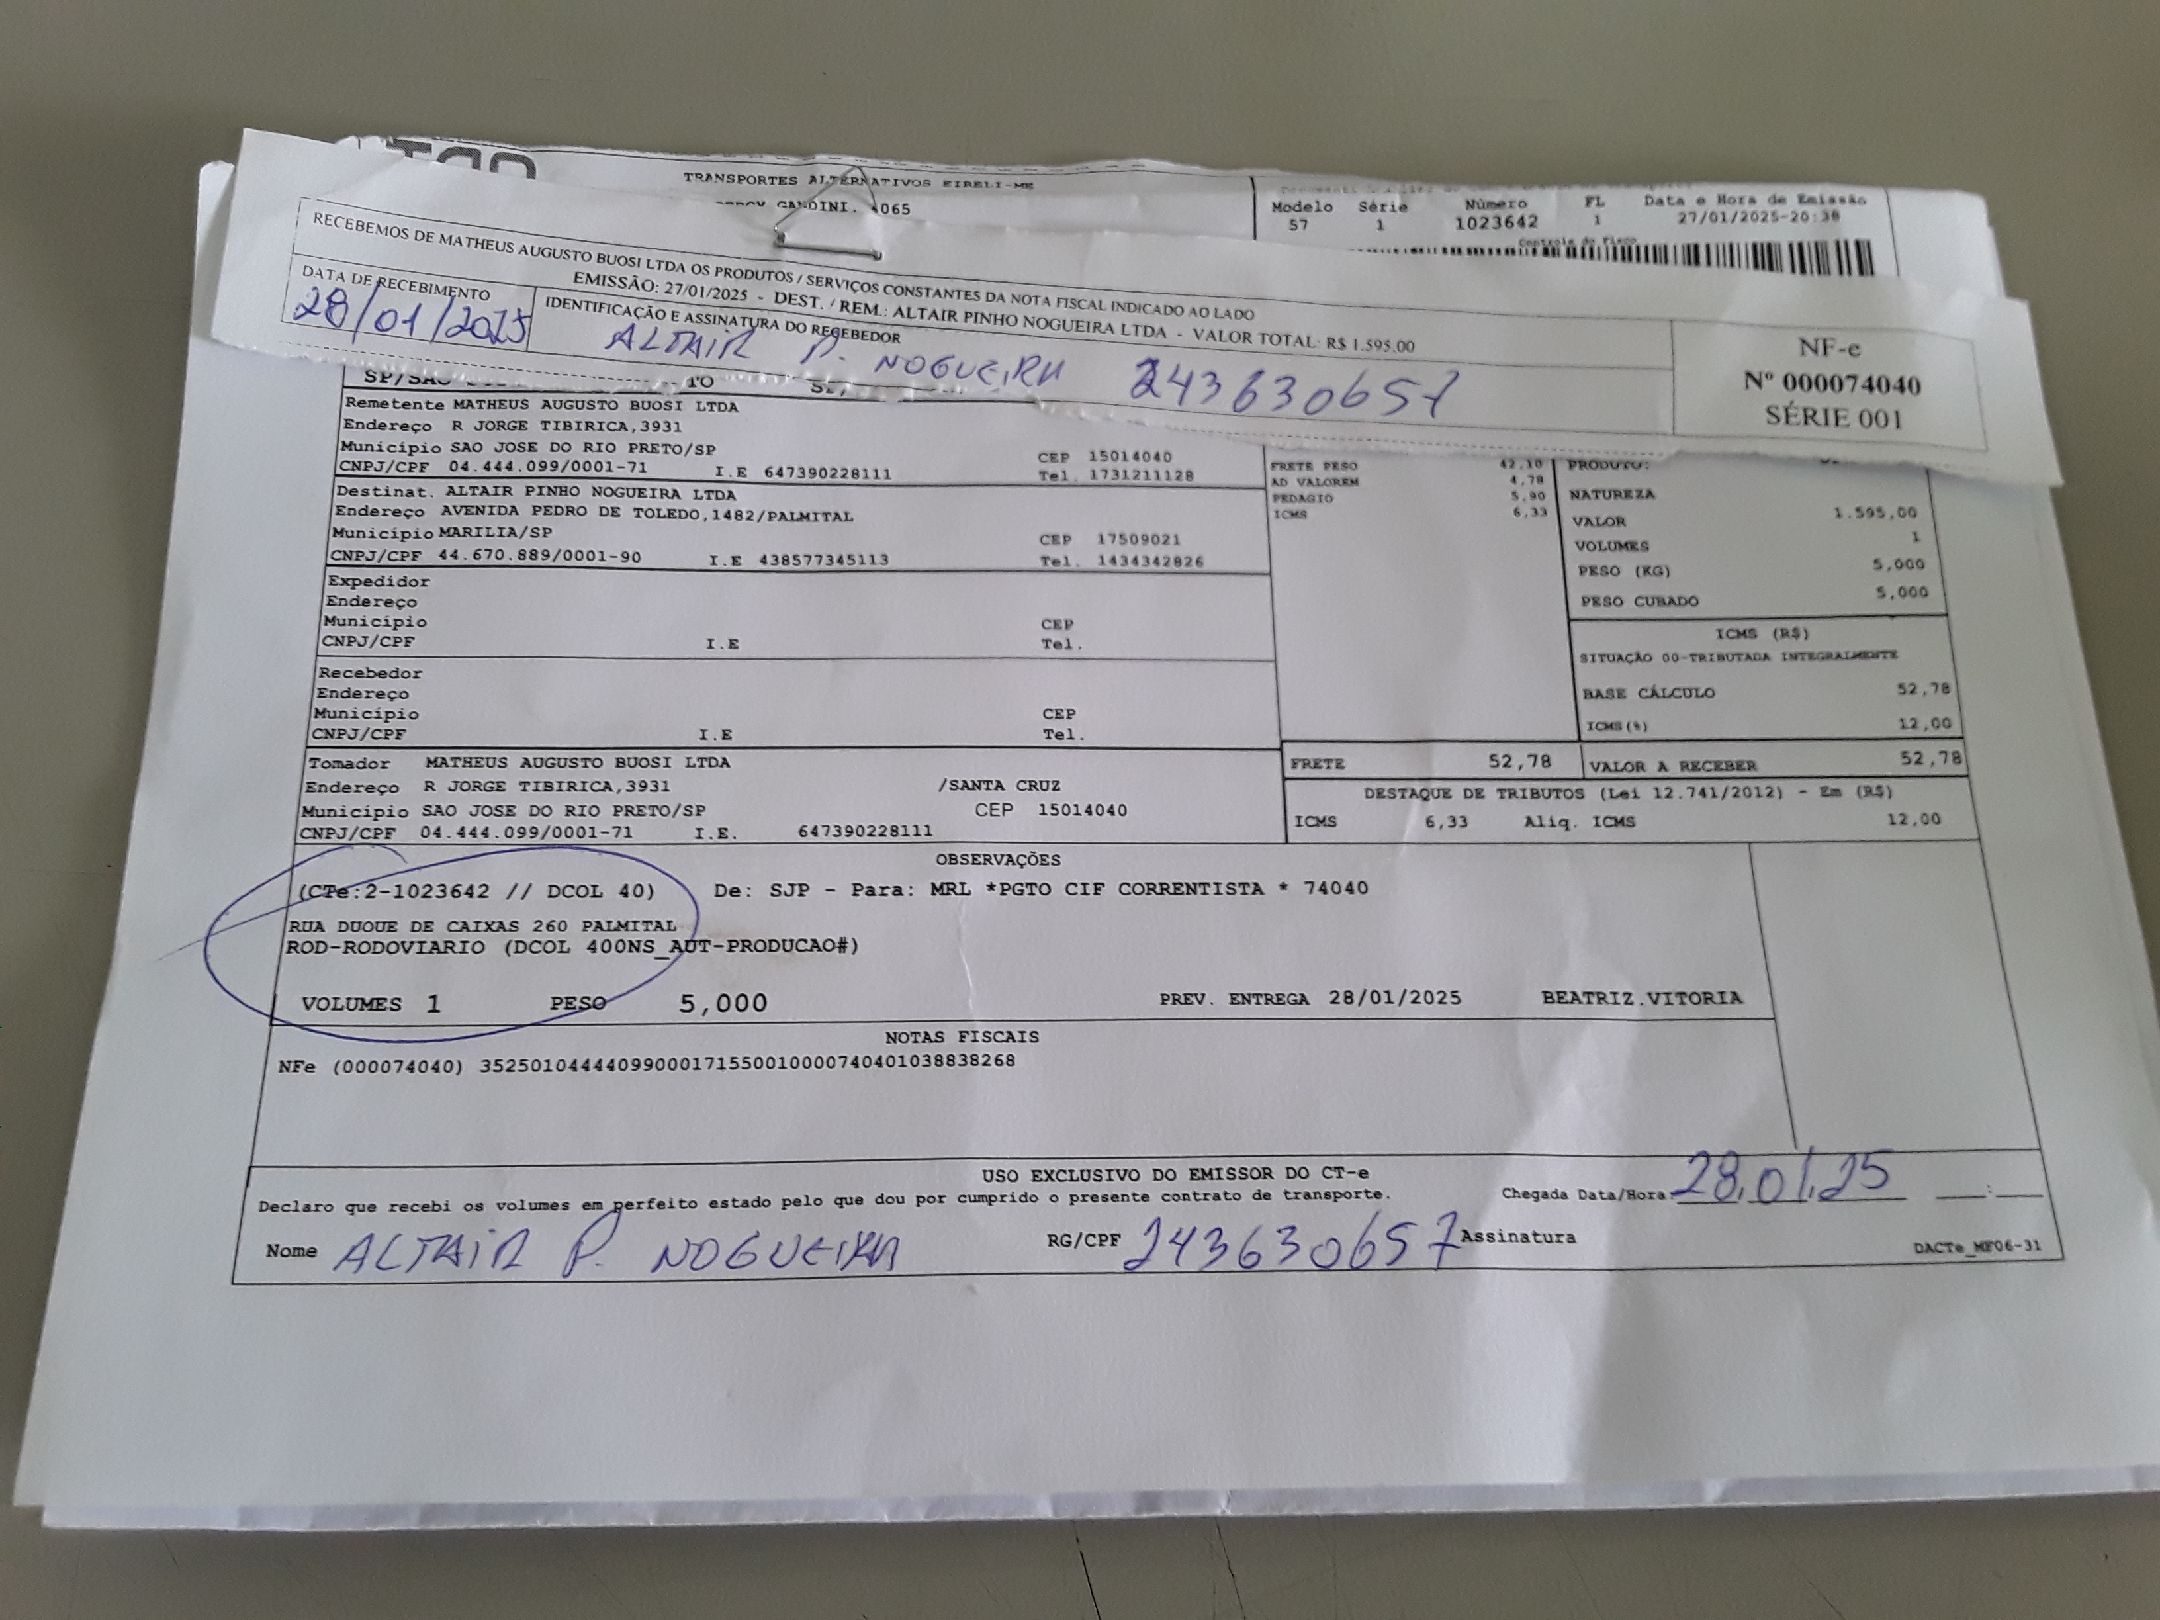 TRANSPORTES ALTERNATIVOS EIRELI-ME
GANDINI. 4065
Modelo Série Número FL Data e Hora de Emissão
57 1 1023642 1 27/01/2025-20:38
Controle do Fisco
RECEBEMOS DE MATHEUS AUGUSTO BUOSI LTDA OS PRODUTOS / SERVIÇOS CONSTANTES DA NOTA FISCAL INDICADO AO LADO
EMISSÃO: 27/01/2025 - DEST. / REM.: ALTAIR PINHO NOGUEIRA LTDA - VALOR TOTAL: R$ 1.595,00
DATA DE RECEBIMENTO
28/01/2025
IDENTIFICAÇÃO E ASSINATURA DO RECEBEDOR
ALTAIR P. NOGUEIRA 243630657
NF-e
Nº 000074040
SÉRIE 001
Remetente MATHEUS AUGUSTO BUOSI LTDA
Endereço R JORGE TIBIRICA,3931
Município SAO JOSE DO RIO PRETO/SP CEP 15014040
CNPJ/CPF 04.444.099/0001-71 I.E 647390228111 Tel. 1731211128
Destinat. ALTAIR PINHO NOGUEIRA LTDA
Endereço AVENIDA PEDRO DE TOLEDO,1482/PALMITAL
Município MARILIA/SP CEP 17509021
CNPJ/CPF 44.670.889/0001-90 I.E 438577345113 Tel. 1434342826
Expedidor
Endereço
Município CEP
CNPJ/CPF I.E Tel.
Recebedor
Endereço
Município CEP
CNPJ/CPF I.E Tel.
Tomador MATHEUS AUGUSTO BUOSI LTDA
Endereço R JORGE TIBIRICA,3931 /SANTA CRUZ
Município SAO JOSE DO RIO PRETO/SP CEP 15014040
CNPJ/CPF 04.444.099/0001-71 I.E. 647390228111
FRETE PESO 42,10
AD VALOREM 4,78
PEDAGIO 5,90
ICMS 6,33
PRODUTO:
NATUREZA
VALOR 1.595,00
VOLUMES 1
PESO (KG) 5,000
PESO CUBADO 5,000
ICMS (R$)
SITUAÇÃO 00-TRIBUTADA INTEGRALMENTE
BASE CÁLCULO 52,78
ICMS(%) 12,00
FRETE 52,78 VALOR A RECEBER 52,78
DESTAQUE DE TRIBUTOS (Lei 12.741/2012) - Em (R$)
ICMS 6,33 Aliq. ICMS 12,00
OBSERVAÇÕES
(CTe:2-1023642 // DCOL 40) De: SJP - Para: MRL *PGTO CIF CORRENTISTA * 74040
RUA DUQUE DE CAIXAS 260 PALMITAL
ROD-RODOVIARIO (DCOL 400NS_AUT-PRODUCAO#)
VOLUMES 1 PESO 5,000 PREV. ENTREGA 28/01/2025 BEATRIZ.VITORIA
NOTAS FISCAIS
NFe (000074040) 35250104444099000171550010000740401038838268
USO EXCLUSIVO DO EMISSOR DO CT-e
Declaro que recebi os volumes em perfeito estado pelo que dou por cumprido o presente contrato de transporte. Chegada Data/Hora: 28.01.25 ____:____
Nome ALTAIR P. NOGUEIRA RG/CPF 243630657 Assinatura
DACTe_MF06-31